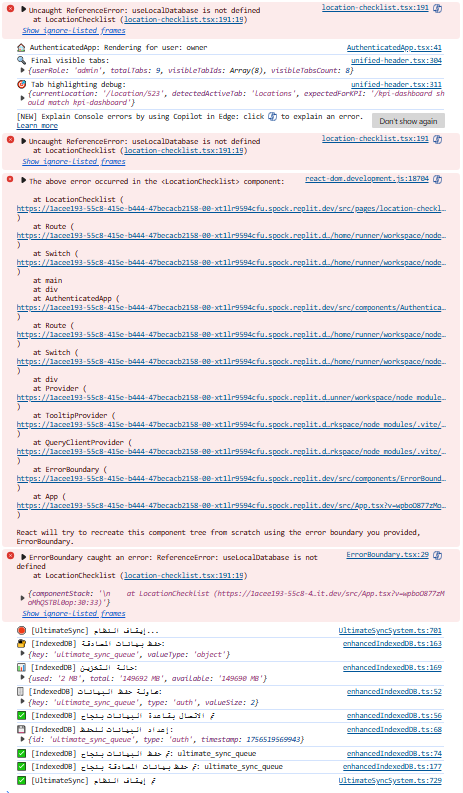 Uncaught ReferenceError: useLocalDatabase is not defined location-checklist.tsx:191
at LocationChecklist (location-checklist.tsx:191:19)
Show ignore-listed frames
AuthenticatedApp: Rendering for user: owner AuthenticatedApp.tsx:41
Final visible tabs: unified-header.tsx:304
{userRole: 'admin', totalTabs: 9, visibleTabIds: Array(8), visibleTabsCount: 8}
Tab highlighting debug: unified-header.tsx:311
{currentLocation: '/location/523', detectedActiveTab: 'Locations', expectedForKPI: '/kpi-dashboard sh
ould match kpi-dashboard'}
[NEW] Explain Console errors by using Copilot in Edge: click to explain an error. Don't show again
Learn more
Uncaught ReferenceError: useLocalDatabase is not defined location-checklist.tsx:191
at LocationChecklist (location-checklist.tsx:191:19)
Show ignore-listed frames
The above error occurred in the <LocationChecklist> component: react-dom.development.js:18704
at LocationChecklist (
https://1acee193-55c8-415e-b444-47becacb2158-00-xt1lr9594cfu.spock.replit.dev/src/pages/location-checkl…
)
at Route (
https://1acee193-55c8-415e-b444-47becacb2158-00-xt1lr9594cfu.spock.replit.d…/home/runner/workspace/node…
)
at Switch (
https://1acee193-55c8-415e-b444-47becacb2158-00-xt1lr9594cfu.spock.replit.d…/home/runner/workspace/node…
)
at main
at div
at AuthenticatedApp (
https://1acee193-55c8-415e-b444-47becacb2158-00-xt1lr9594cfu.spock.replit.dev/src/components/Authentica…
)
at Route (
https://1acee193-55c8-415e-b444-47becacb2158-00-xt1lr9594cfu.spock.replit.d…/home/runner/workspace/node…
)
at Switch (
https://1acee193-55c8-415e-b444-47becacb2158-00-xt1lr9594cfu.spock.replit.d…/home/runner/workspace/node…
)
at div
at Provider (
https://1acee193-55c8-415e-b444-47becacb2158-00-xt1lr9594cfu.spock.replit.d…unner/workspace/node_module…
)
at TooltipProvider (
https://1acee193-55c8-415e-b444-47becacb2158-00-xt1lr9594cfu.spock.replit.d…rkspace/node_modules/.vite/…
)
at QueryClientProvider (
https://1acee193-55c8-415e-b444-47becacb2158-00-xt1lr9594cfu.spock.replit.d…rkspace/node_modules/.vite/…
)
at ErrorBoundary (
https://1acee193-55c8-415e-b444-47becacb2158-00-xt1lr9594cfu.spock.replit.dev/src/components/ErrorBound…
)
at App (
https://1acee193-55c8-415e-b444-47becacb2158-00-xt1lr9594cfu.spock.replit.dev/src/App.tsx?v=wpboO877zMo…
)
React will try to recreate this component tree from scratch using the error boundary you provided,
ErrorBoundary.
ErrorBoundary caught an error: ReferenceError: useLocalDatabase is not ErrorBoundary.tsx:29
defined
at LocationChecklist (location-checklist.tsx:191:19)
{componentStack: '\n at LocationChecklist (https://1acee193-55c8-4…it.dev/src/App.tsx?v=wpboO877zM
oMhQSTBl0op:30:33)'}
Show ignore-listed frames
[UltimateSync] إيقاف النظام... UltimateSyncSystem.ts:701
[IndexedDB] حفظ بيانات المصادقة: enhancedIndexedDB.ts:163
{key: 'ultimate_sync_queue', valueType: 'object'}
[IndexedDB] حالة التخزين: enhancedIndexedDB.ts:169
{used: '2 MB', total: '149692 MB', available: '149690 MB'}
[IndexedDB] محاولة حفظ البيانات: enhancedIndexedDB.ts:52
{key: 'ultimate_sync_queue', type: 'auth', valueSize: 2}
[IndexedDB] تم الاتصال بقاعدة البيانات بنجاح enhancedIndexedDB.ts:56
[IndexedDB] إعداد البيانات للحفظ: enhancedIndexedDB.ts:68
{id: 'ultimate_sync_queue', type: 'auth', timestamp: 1756519569943}
[IndexedDB] تم حفظ البيانات بنجاح: ultimate_sync_queue enhancedIndexedDB.ts:74
[IndexedDB] تم حفظ بيانات المصادقة بنجاح: ultimate_sync_queue enhancedIndexedDB.ts:177
[UltimateSync] تم إيقاف النظام UltimateSyncSystem.ts:729